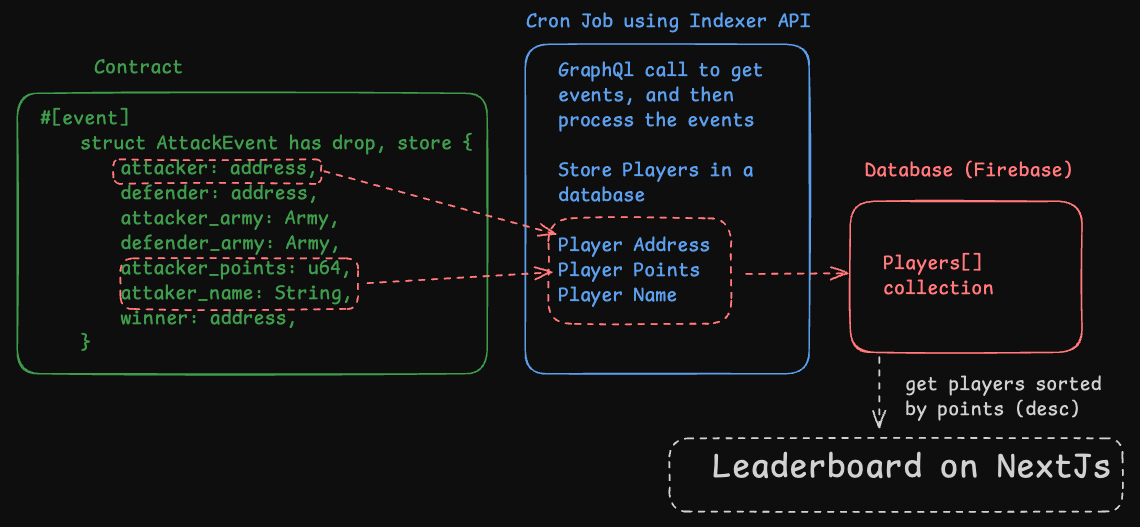 Contract
#[event]
struct AttackEvent has drop, store {
attacker: address,
defender: address,
attacker_army: Army,
defender_army: Army,
attacker_points: u64,
attaker_name: String,
winner: address,
}
Cron Job using Indexer API
GraphQl call to get
events, and then
process the events
Store Players in a
database
Player Address
Player Points
Player Name
Database (Firebase)
Players[]
collection
get players sorted
by points (desc)
Leaderboard on NextJs